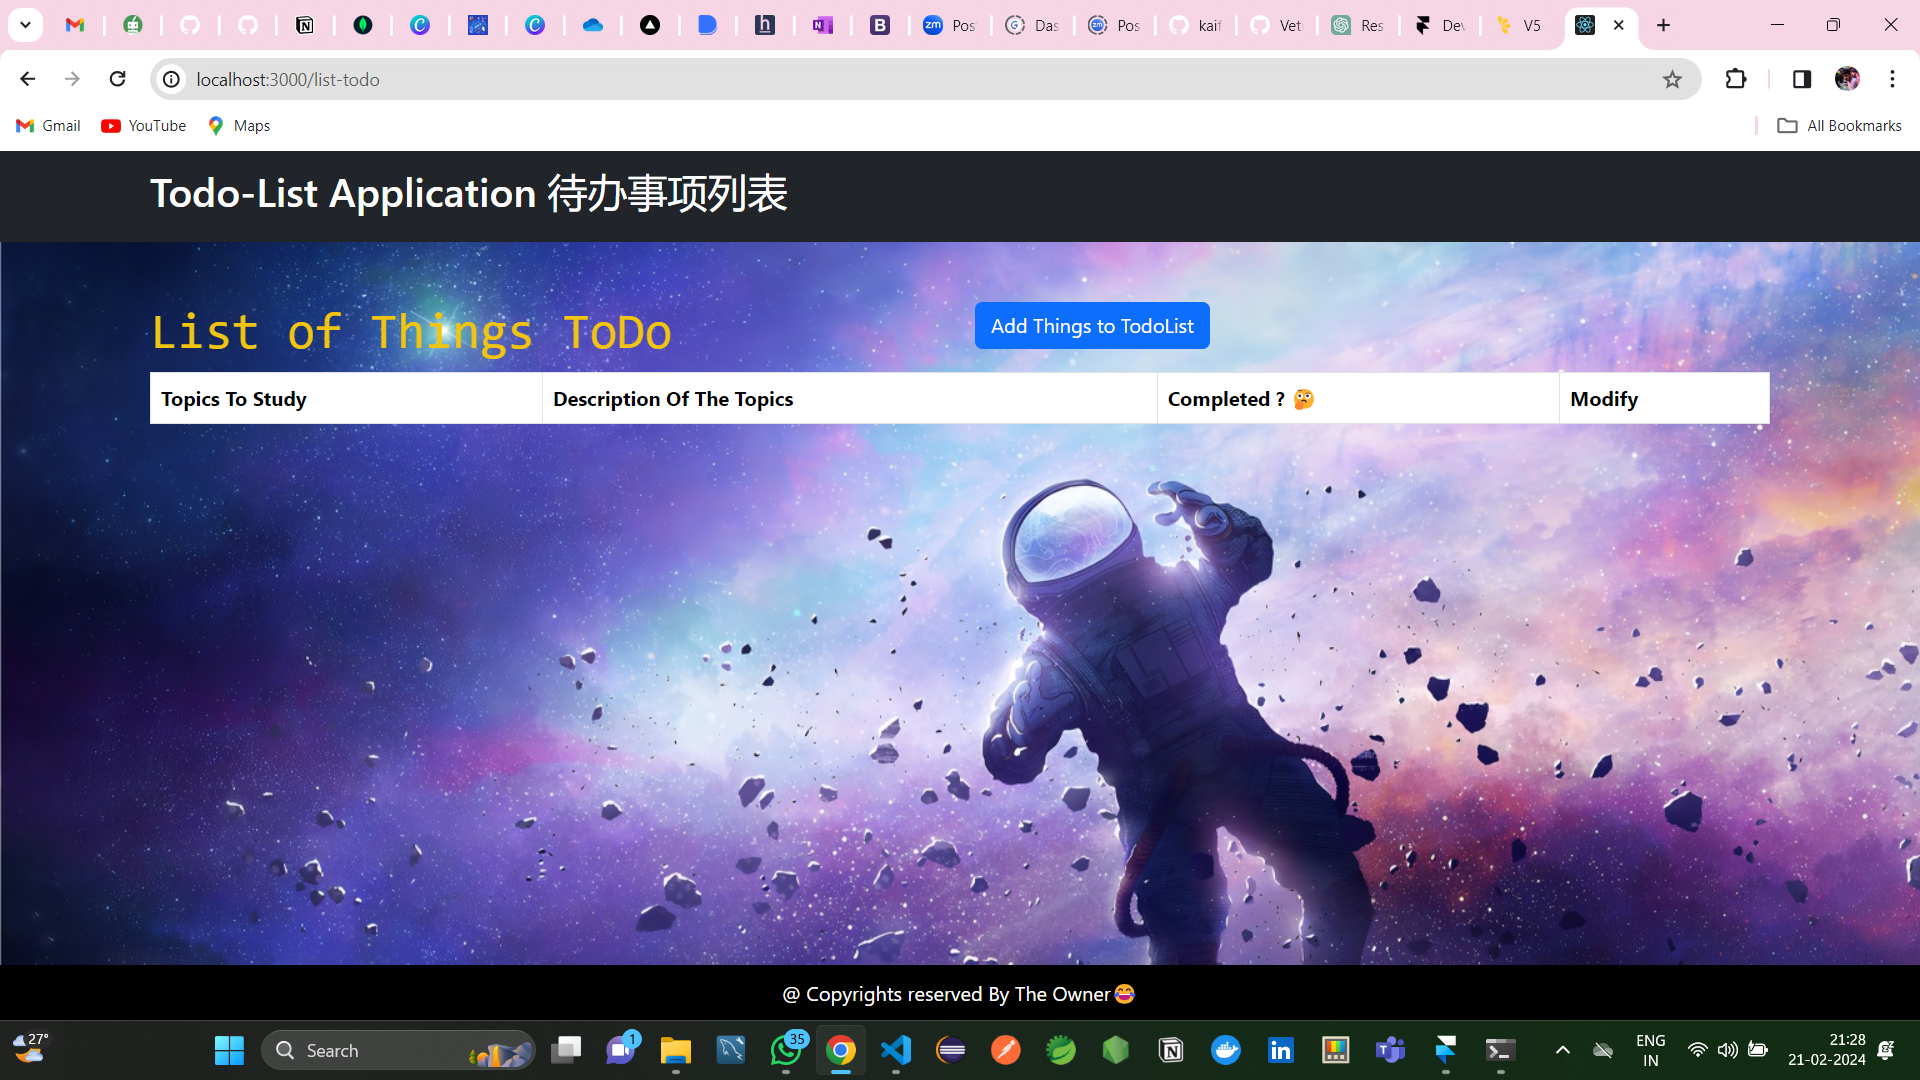 Pos
Das
Pos
kaif
Vet
Res
Dev
V5
localhost:3000/list-todo
Gmail
YouTube
Maps
All Bookmarks
Todo-List Application 待办事项列表
List of Things ToDo
Add Things to TodoList
Topics To Study
Description Of The Topics
Completed ? 🤔
Modify
@ Copyrights reserved By The Owner😂
27°
Search
1
35
ENG
IN
21:28
21-02-2024